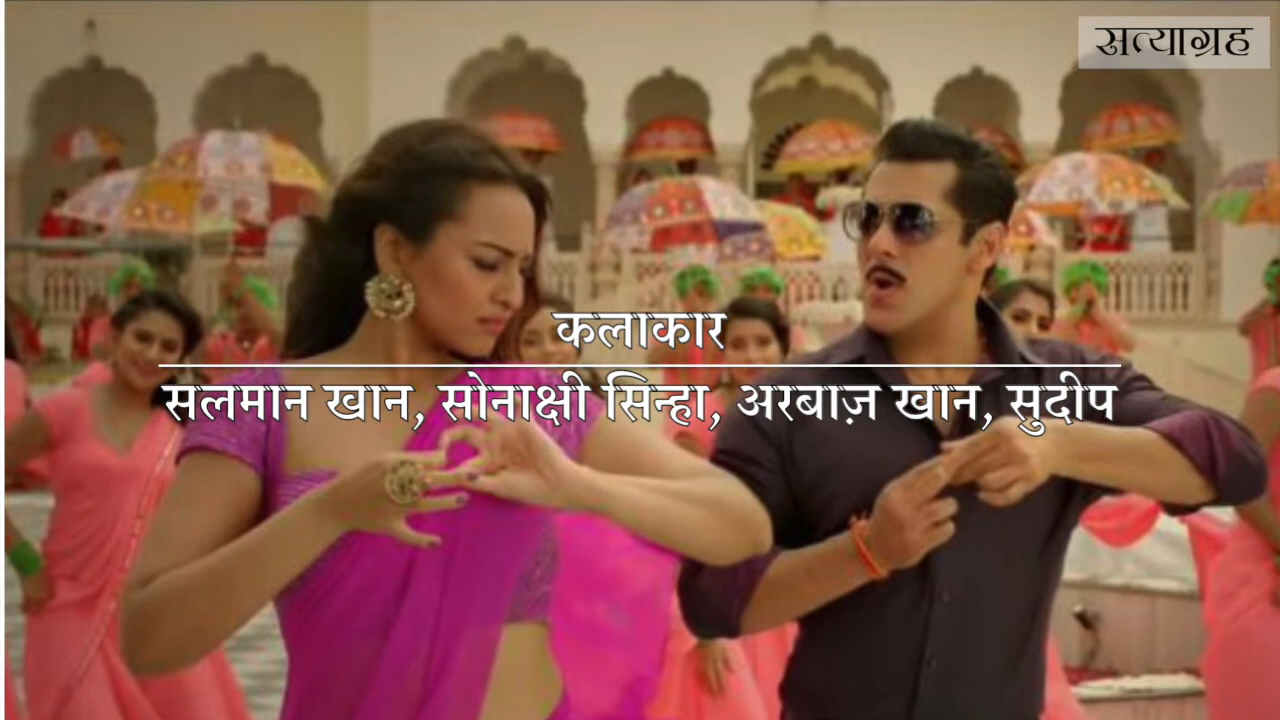 सत्याग्रह
कलाकार
सलमान खान, सोनाक्षी सिन्हा, अरबाज़ खान, सुदीप